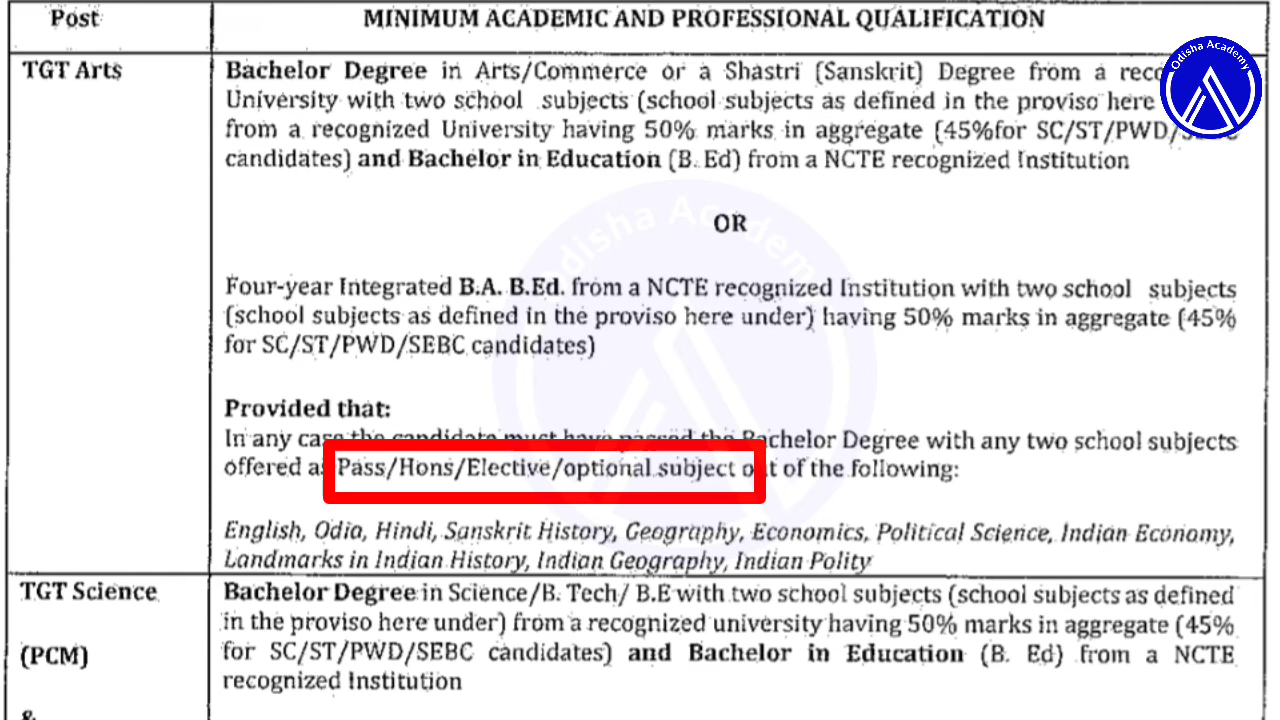 Post MINIMUM ACADEMIC AND PROFESSIONAL QUALIFICATION
TGT Arts Bachelor Degree in Arts/Commerce or a Shastri (Sanskrit) Degree from a
University with two school subjects (school subjects as defined in the proviso here
from a recognized University having 50% marks in aggregate (45%for SC/ST/PWD/
candidates) and Bachelor in Education (B. Ed) from a NCTE recognized Institution
OR
Four-year Integrated B.A. B.Ed. from a NCTE recognized Institution with two school subjects
(school subjects as defined in the proviso here under) having 50% marks in aggregate (45%
for SC/ST/PWD/SEBC candidates)
Provided that:
In any case the candidate must have passed the Bachelor Degree with any two school subjects
offered Pass/Hons/Elective/optional subject out of the following:
English, Odia, Hindi, Sanskrit History, Geography, Economics, Political Science, Indian Economy,
Landmarks in Indian History, Indian Geography, Indian Polity
TGT Science Bachelor Degree in Science/B. Tech/ B.E with two school subjects (school subjects as defined
in the proviso here under) from a recognized university having 50% marks in aggregate (45%
(PCM) for SC/ST/PWD/SEBC candidates) and Bachelor in Education (B. Ed) from a NCTE
recognized Institution
&
Odisha Academy
Odisha Academy